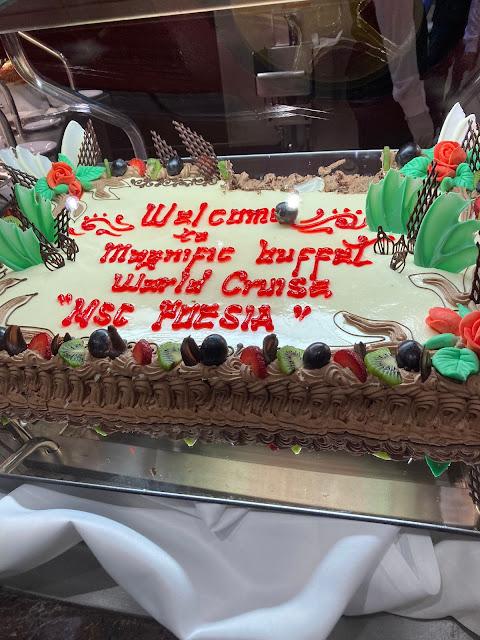 Welcome
to
Magnific buffet
World Cruise
"MSC POESIA"